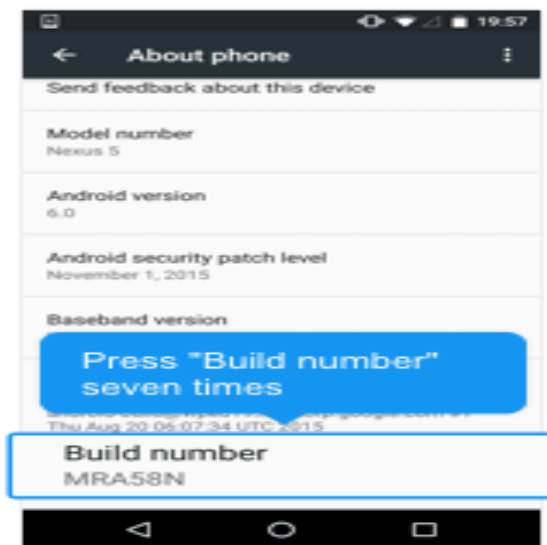 19:57
About phone
Send feedback about this device
Model number
Nexus 5
Android version
6.0
Android security patch level
November 1, 2015
Baseband version
Press "Build number"
seven times
Thu Aug 20 06:07:34 UTC 2015
Build number
MRA58N